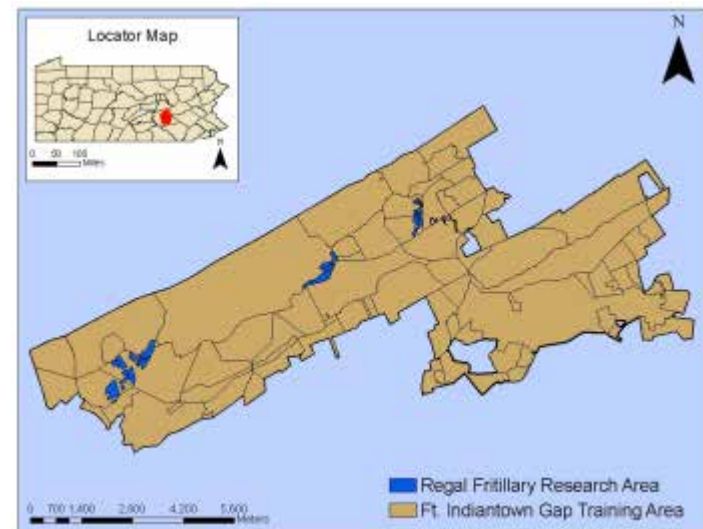 Locator Map
N
0 50 100
Miles
N
Regal Fritillary Research Area
Ft. Indiantown Gap Training Area
0 700 1,400 2,800 4,200 5,600
Meters